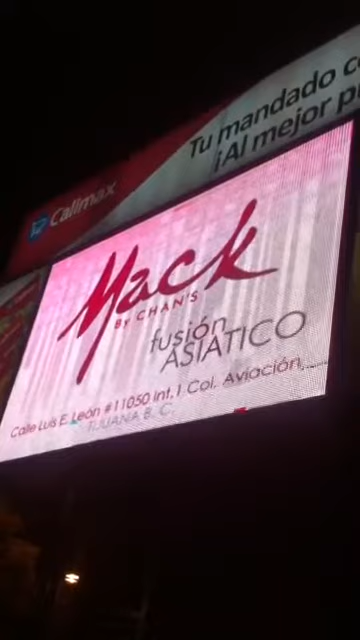 Calimax
Tu mandado c
¡Al mejor p
Mack
By CHAN'S
fusión
ASIATICO
Calle Luis E. León #11050 Int. 1 Col. Aviación,
TIJUANA B. C.